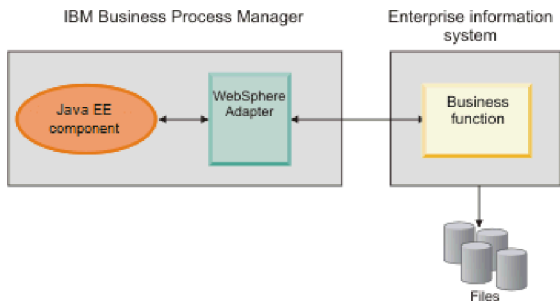 IBM Business Process Manager
Enterprise information
system
Java EE
component
WebSphere
Adapter
Business
function
Files